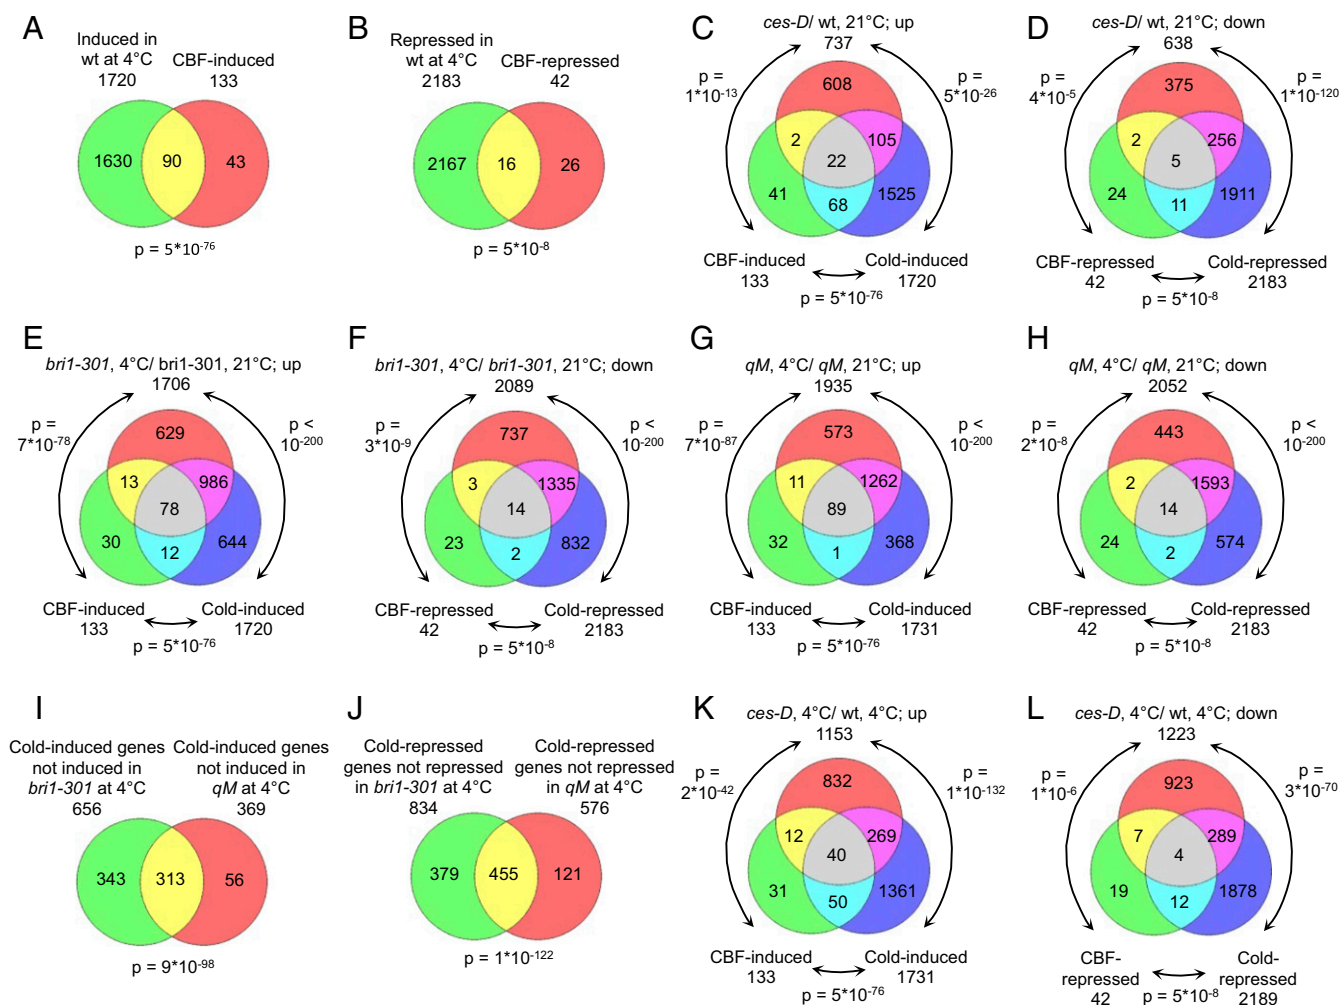 A
Induced in
wt at 4°C
1720
CBF-induced
133
1630
90
43
p = 5*10-76
B
Repressed in
wt at 4°C
2183
CBF-repressed
42
2167
16
26
p = 5*10-8
C
ces-D/ wt, 21°C; up
737
p =
1*10-13
p =
5*10-26
608
2
105
22
41
68
1525
CBF-induced
133
Cold-induced
1720
p = 5*10-76
D
ces-D/ wt, 21°C; down
638
p =
4*10-5
p =
1*10-120
375
2
256
5
24
11
1911
CBF-repressed
42
Cold-repressed
2183
p = 5*10-8
E
bri1-301, 4°C/ bri1-301, 21°C; up
1706
p =
7*10-78
p <
10-200
629
13
986
78
30
12
644
CBF-induced
133
Cold-induced
1720
p = 5*10-76
F
bri1-301, 4°C/ bri1-301, 21°C; down
2089
p =
3*10-9
p <
10-200
737
3
1335
14
23
2
832
CBF-repressed
42
Cold-repressed
2183
p = 5*10-8
G
qM, 4°C/ qM, 21°C; up
1935
p =
7*10-87
p <
10-200
573
11
1262
89
32
1
368
CBF-induced
133
Cold-induced
1731
p = 5*10-76
H
qM, 4°C/ qM, 21°C; down
2052
p =
2*10-8
p <
10-200
443
2
1593
14
24
2
574
CBF-repressed
42
Cold-repressed
2183
p = 5*10-8
I
Cold-induced genes
not induced in
bri1-301 at 4°C
656
Cold-induced genes
not induced in
qM at 4°C
369
343
313
56
p = 9*10-98
J
Cold-repressed
genes not repressed
in bri1-301 at 4°C
834
Cold-repressed
genes not repressed
in qM at 4°C
576
379
455
121
p = 1*10-122
K
ces-D, 4°C/ wt, 4°C; up
1153
p =
2*10-42
p =
1*10-132
832
12
269
40
31
50
1361
CBF-induced
133
Cold-induced
1731
p = 5*10-76
L
ces-D, 4°C/ wt, 4°C; down
1223
p =
1*10-6
p =
3*10-70
923
7
289
4
19
12
1878
CBF-
repressed
42
Cold-
repressed
2189
p = 5*10-8